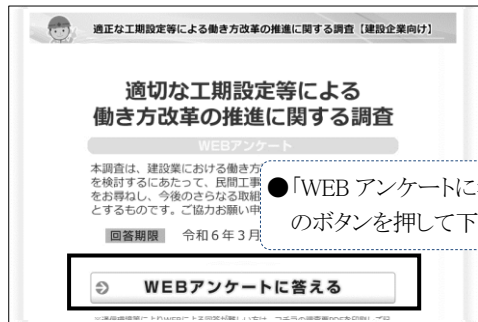 適正な工期設定等による働き方改革の推進に関する調査【建設企業向け】
適切な工期設定等による
働き方改革の推進に関する調査
WEBアンケート
本調査は、建設業における働き方
を検討するにあたって、民間工事
をお尋ねし、今後のさらなる取組
とするものです。ご協力お願い申
●「WEB アンケートに
のボタンを押して下
回答期限 令和6年3月
WEBアンケートに答える